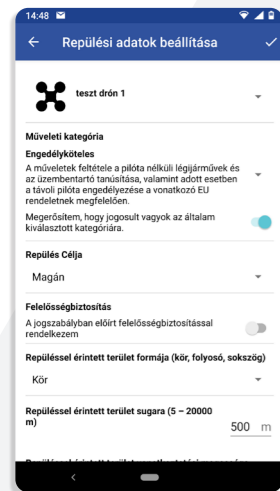 14:48
Repülési adatok beállítása
teszt drón 1
Műveleti kategória
Engedélyköteles
A műveletek feltétele a pilóta nélküli légijárművek és
az üzembentartó tanúsítása, valamint adott esetben
a távoli pilóta engedélyezése a vonatkozó EU
rendeletnek megfelelően.
Megerősítem, hogy jogosult vagyok az általam
kiválasztott kategóriára.
Repülés Célja
Magán
Felelősségbiztosítás
A jogszabályban előírt felelősségbiztosítással
rendelkezem
Repüléssel érintett terület formája (kör, folyosó, sokszög)
Kör
Repüléssel érintett terület sugara (5 – 20000
m)
500 m